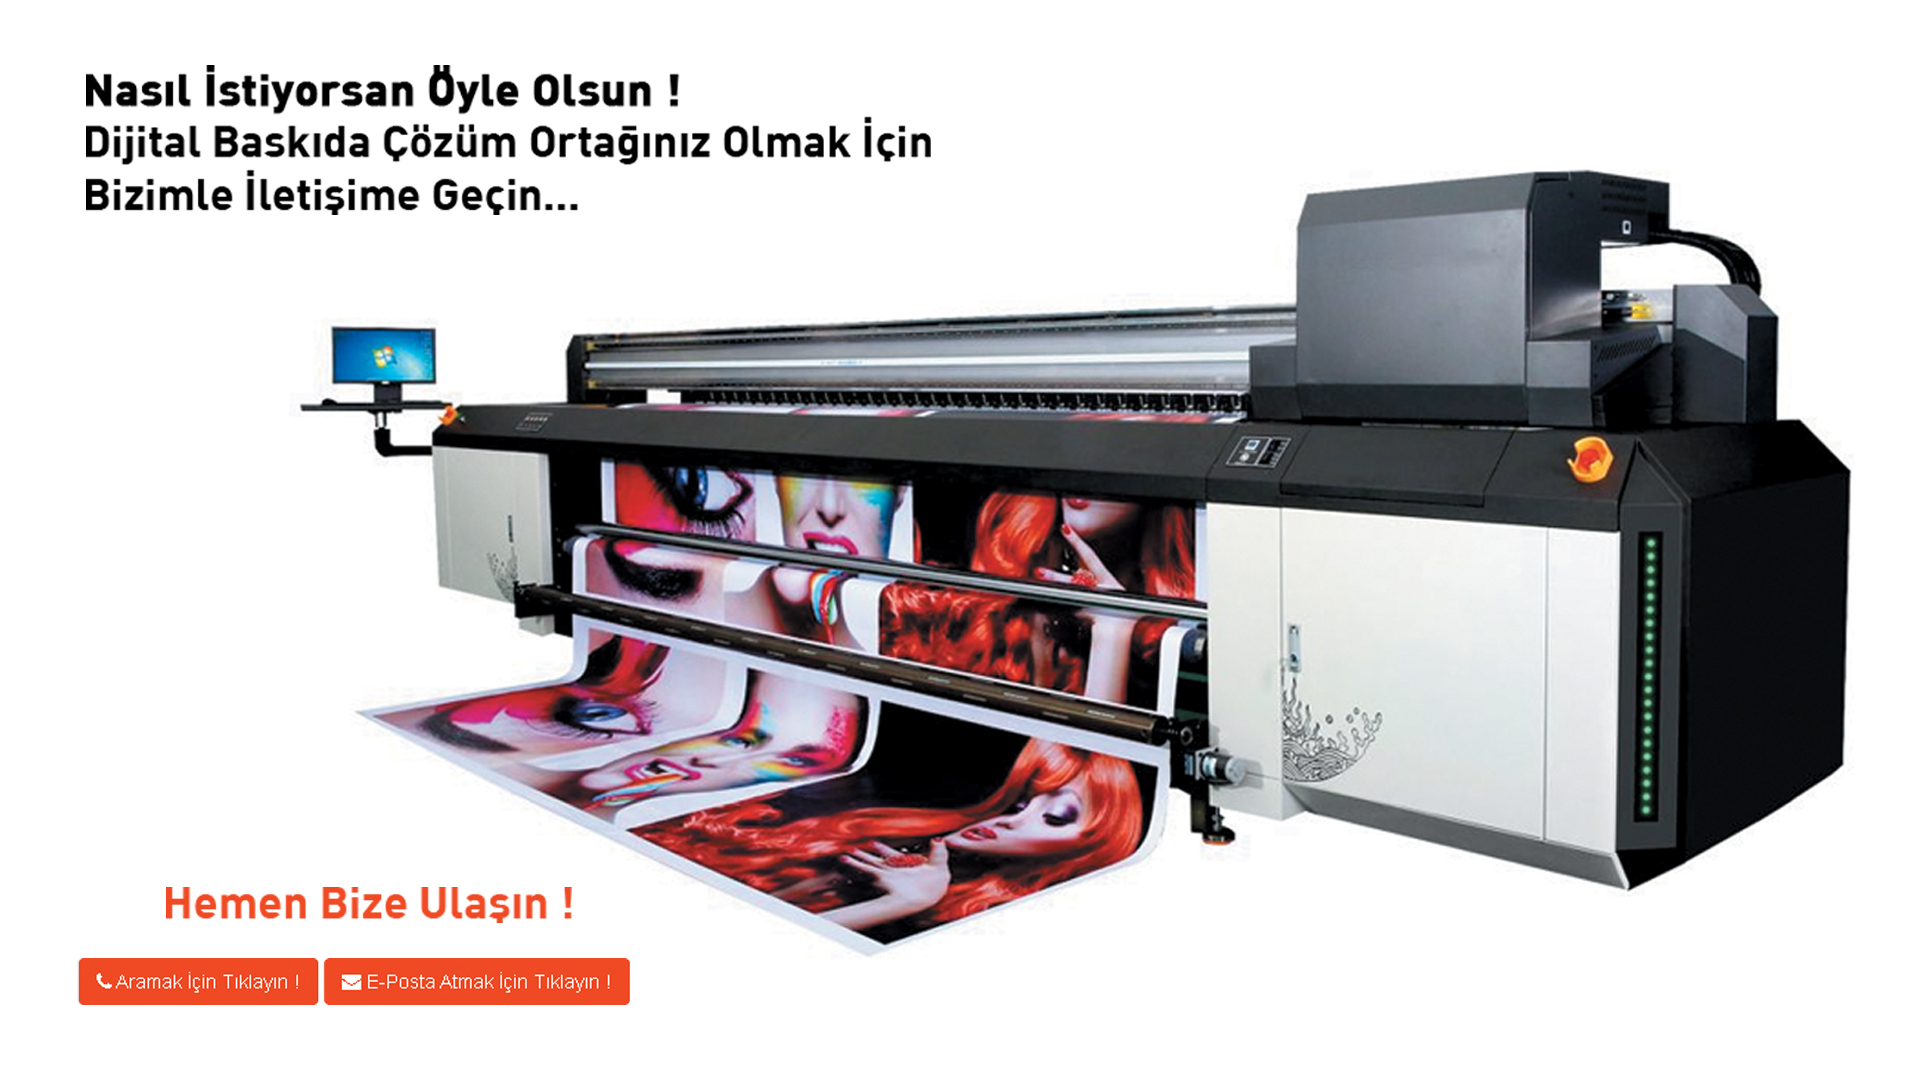 Nasıl İstiyorsan Öyle Olsun !
Dijital Baskıda Çözüm Ortağınız Olmak İçin
Bizimle İletişime Geçin...
Hemen Bize Ulaşın !
Aramak İçin Tıklayın !
E-Posta Atmak İçin Tıklayın !